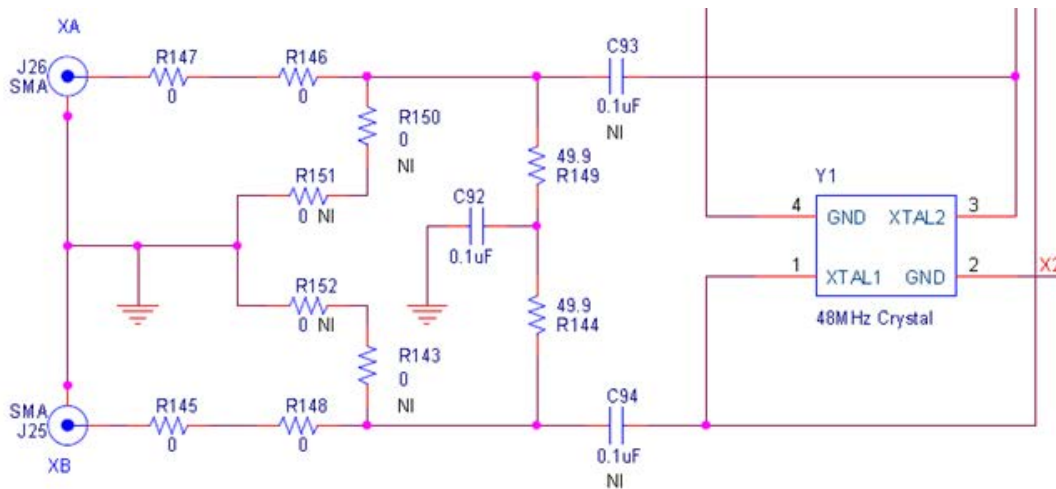 XA
J26
SMA
R147
0
R146
0
R150
0
NI
R151
0 NI
C93
0.1uF
NI
49.9
R149
C92
0.1uF
Y1
4 GND XTAL2 3
1 XTAL1 GND 2
X2
48MHz Crystal
R152
0 NI
R143
0
NI
49.9
R144
SMA
J25
XB
R145
0
R148
0
C94
0.1uF
NI